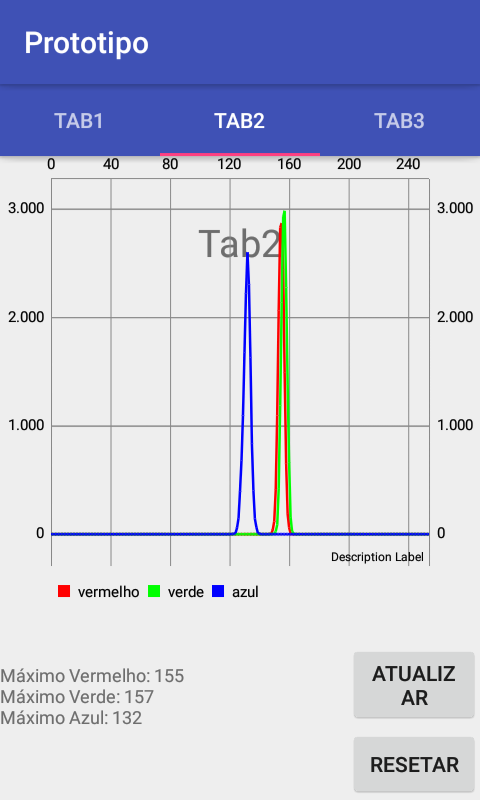 Prototipo
TAB1 TAB2 TAB3
0 40 80 120 160 200 240
3.000 3.000
Tab2
2.000 2.000
1.000 1.000
0 0
Description Label
vermelho verde azul
Máximo Vermelho: 155
Máximo Verde: 157
Máximo Azul: 132
ATUALIZ
AR
RESETAR